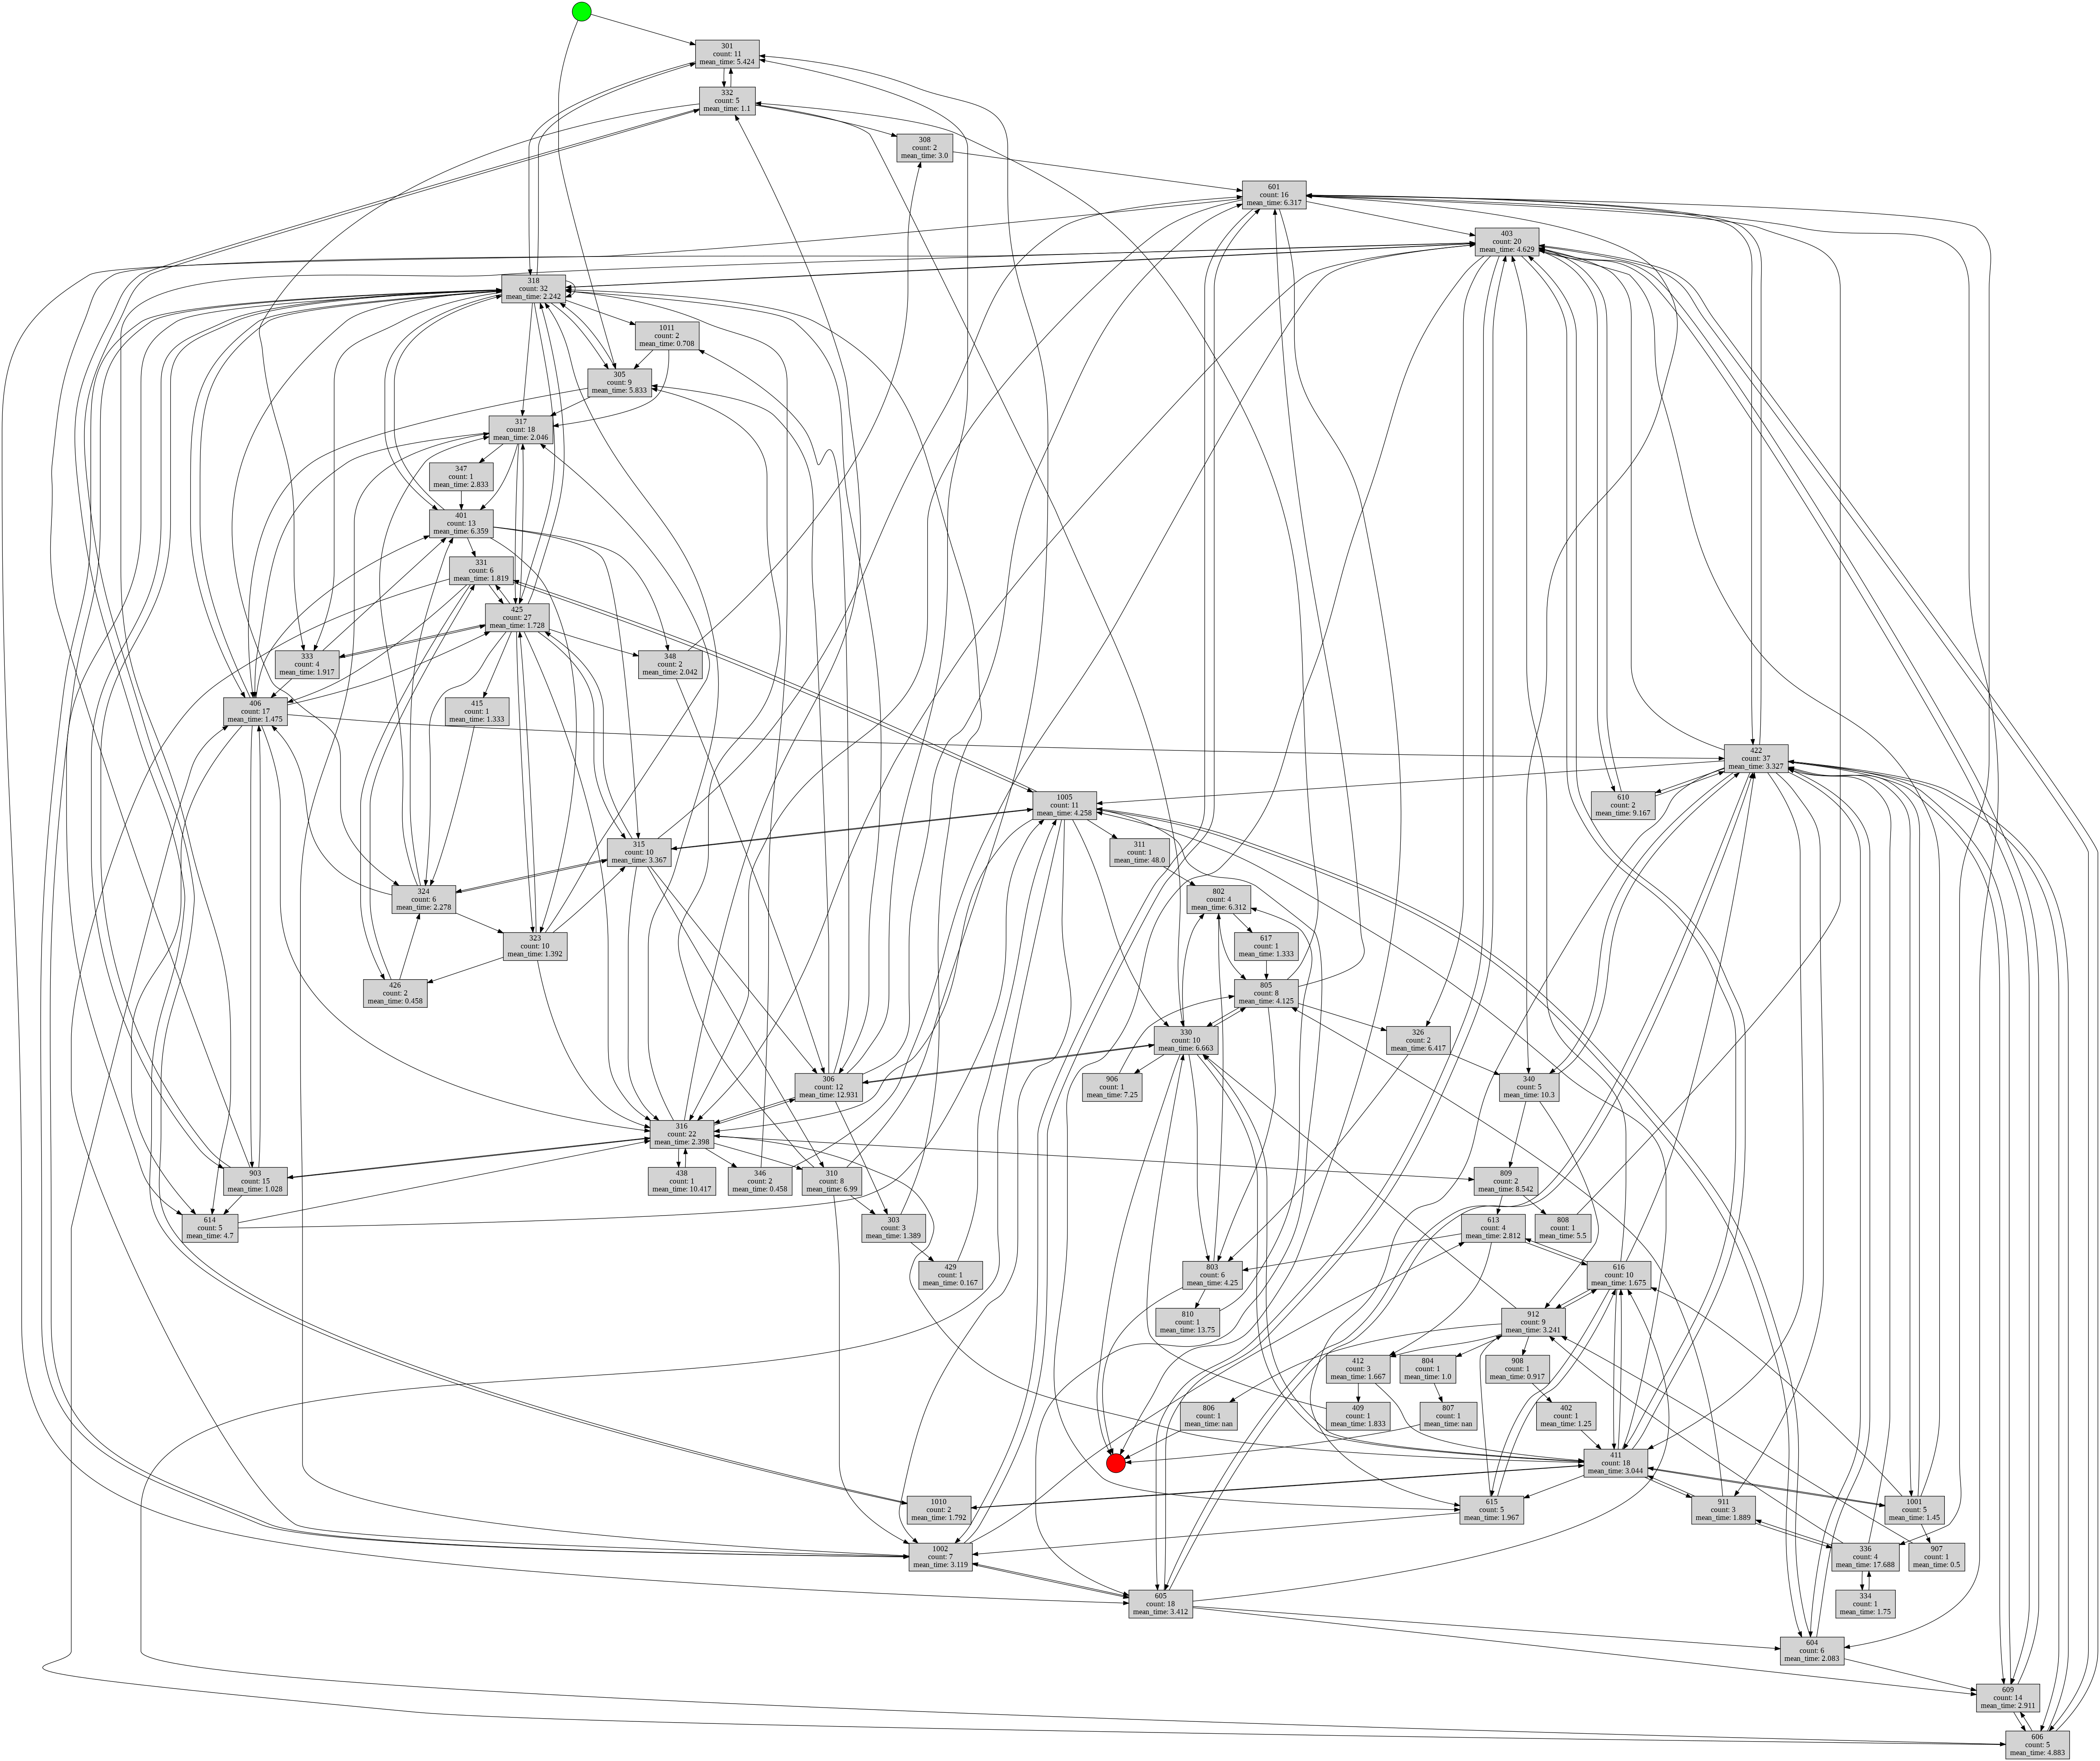 301
count: 11
mean_time: 5.424
332
count: 5
mean_time: 1.1
308
count: 2
mean_time: 3.0
601
count: 16
mean_time: 6.317
403
count: 20
mean_time: 4.629
318
count: 32
mean_time: 2.242
1011
count: 2
mean_time: 0.708
305
count: 9
mean_time: 5.833
317
count: 18
mean_time: 2.046
347
count: 1
mean_time: 2.833
401
count: 13
mean_time: 6.359
331
count: 6
mean_time: 1.819
425
count: 27
mean_time: 1.728
333
count: 4
mean_time: 1.917
348
count: 2
mean_time: 2.042
406
count: 17
mean_time: 1.475
415
count: 1
mean_time: 1.333
422
count: 37
mean_time: 3.327
1005
count: 11
mean_time: 4.258
610
count: 2
mean_time: 9.167
315
count: 10
mean_time: 3.367
311
count: 1
mean_time: 48.0
324
count: 6
mean_time: 2.278
802
count: 4
mean_time: 6.312
323
count: 10
mean_time: 1.392
617
count: 1
mean_time: 1.333
426
count: 2
mean_time: 0.458
805
count: 8
mean_time: 4.125
330
count: 10
mean_time: 6.663
326
count: 2
mean_time: 6.417
306
count: 12
mean_time: 12.931
906
count: 1
mean_time: 7.25
340
count: 5
mean_time: 10.3
316
count: 22
mean_time: 2.398
903
count: 15
mean_time: 1.028
438
count: 1
mean_time: 10.417
346
count: 2
mean_time: 0.458
310
count: 8
mean_time: 6.99
809
count: 2
mean_time: 8.542
614
count: 5
mean_time: 4.7
303
count: 3
mean_time: 1.389
613
count: 4
mean_time: 2.812
808
count: 1
mean_time: 5.5
429
count: 1
mean_time: 0.167
803
count: 6
mean_time: 4.25
616
count: 10
mean_time: 1.675
810
count: 1
mean_time: 13.75
912
count: 9
mean_time: 3.241
412
count: 3
mean_time: 1.667
804
count: 1
mean_time: 1.0
908
count: 1
mean_time: 0.917
806
count: 1
mean_time: nan
409
count: 1
mean_time: 1.833
807
count: 1
mean_time: nan
402
count: 1
mean_time: 1.25
411
count: 18
mean_time: 3.044
1010
count: 2
mean_time: 1.792
615
count: 5
mean_time: 1.967
911
count: 3
mean_time: 1.889
1001
count: 5
mean_time: 1.45
1002
count: 7
mean_time: 3.119
336
count: 4
mean_time: 17.688
907
count: 1
mean_time: 0.5
605
count: 18
mean_time: 3.412
334
count: 1
mean_time: 1.75
604
count: 6
mean_time: 2.083
609
count: 14
mean_time: 2.911
606
count: 5
mean_time: 4.883